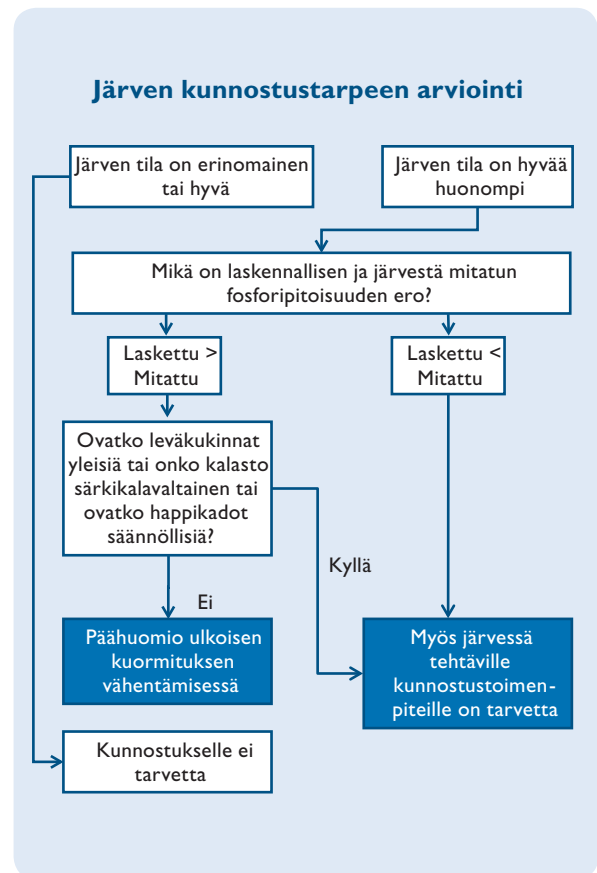 Järven kunnostustarpeen arviointi
Järven tila on erinomainen
tai hyvä
Järven tila on hyvää
huonompi
Mikä on laskennallisen ja järvestä mitatun
fosforipitoisuuden ero?
Laskettu >
Mitattu
Laskettu <
Mitattu
Ovatko leväkukinnat
yleisiä tai onko kalasto
särkikalavaltainen tai
ovatko happikadot
säännöllisiä?
Kyllä
Ei
Päähuomio ulkoisen
kuormituksen
vähentämisessä
Myös järvessä
tehtäville
kunnostustoimen-
piteille on tarvetta
Kunnostukselle ei
tarvetta